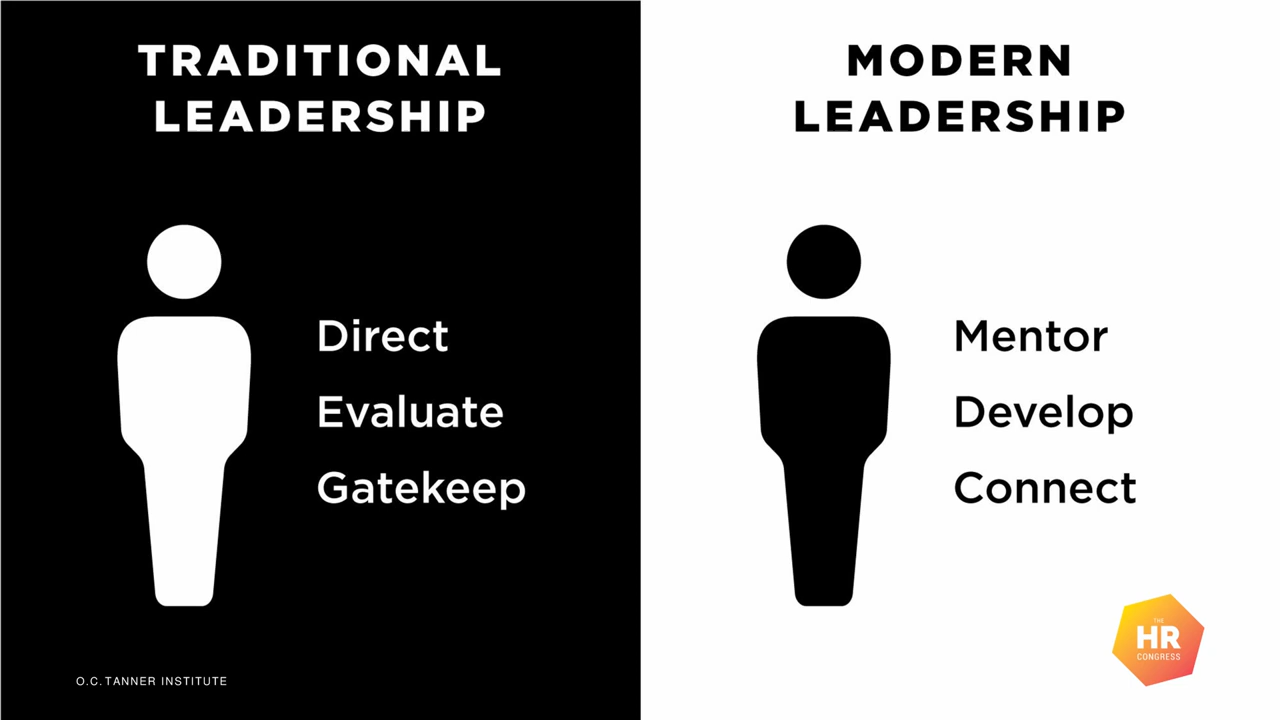 TRADITIONAL
LEADERSHIP
Direct
Evaluate
Gatekeep
O.C. TANNER INSTITUTE
MODERN
LEADERSHIP
Mentor
Develop
Connect
THE
HR
CONGRESS